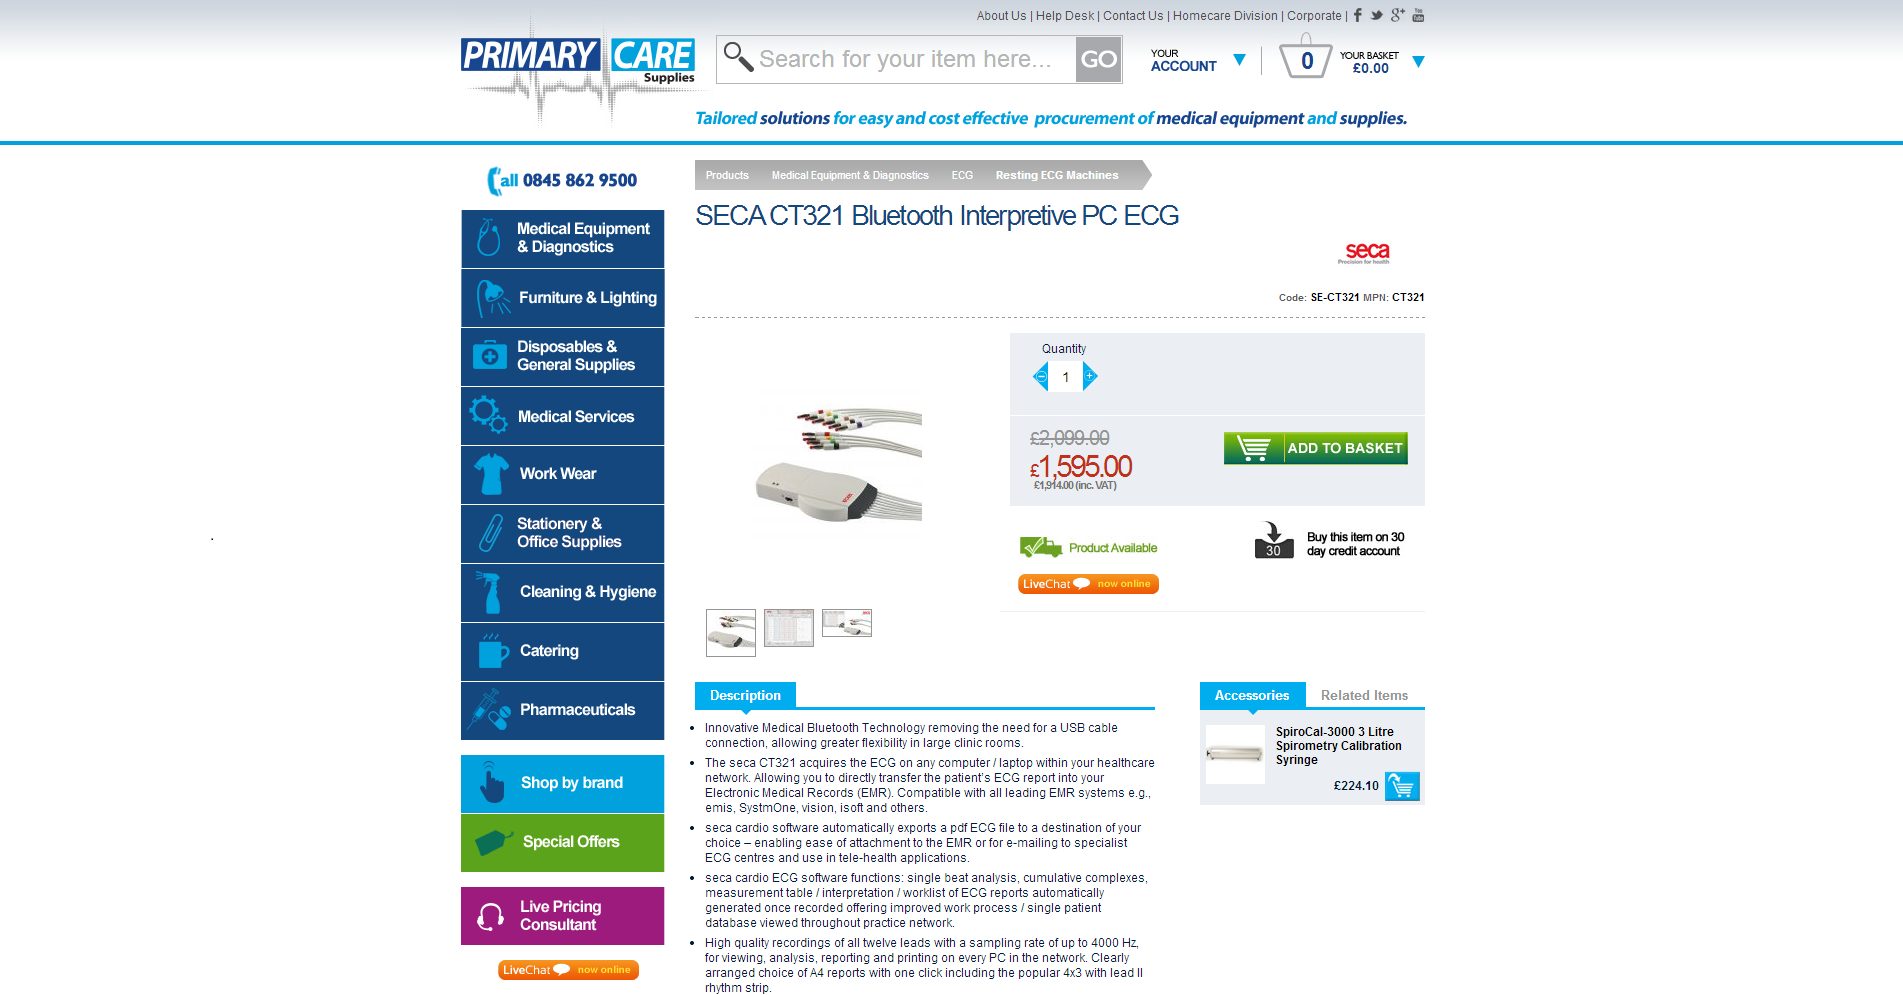 About Us | Help Desk | Contact Us | Homecare Division | Corporate |
PRIMARY CARE
Supplies
Search for your item here...
GO
YOUR
ACCOUNT
0
YOUR BASKET
£0.00
Tailored solutions for easy and cost effective procurement of medical equipment and supplies.
Call 0845 862 9500
Products Medical Equipment & Diagnostics ECG Resting ECG Machines
SECA CT321 Bluetooth Interpretive PC ECG
seca
Precision for health
Code: SE-CT321 MPN: CT321
Medical Equipment
& Diagnostics
Furniture & Lighting
Disposables &
General Supplies
Medical Services
Work Wear
Stationery &
Office Supplies
Cleaning & Hygiene
Catering
Pharmaceuticals
Shop by brand
Special Offers
Live Pricing
Consultant
LiveChat now online
Quantity
1
£2,099.00
£1,595.00
£1,914.00 (inc. VAT)
ADD TO BASKET
Product Available
30
Buy this item on 30
day credit account
LiveChat now online
Description
• Innovative Medical Bluetooth Technology removing the need for a USB cable
connection, allowing greater flexibility in large clinic rooms.
• The seca CT321 acquires the ECG on any computer / laptop within your healthcare
network. Allowing you to directly transfer the patient's ECG report into your
Electronic Medical Records (EMR). Compatible with all leading EMR systems e.g.,
emis, SystmOne, vision, isoft and others.
• seca cardio software automatically exports a pdf ECG file to a destination of your
choice – enabling ease of attachment to the EMR or for e-mailing to specialist
ECG centres and use in tele-health applications.
• seca cardio ECG software functions: single beat analysis, cumulative complexes,
measurement table / interpretation / worklist of ECG reports automatically
generated once recorded offering improved work process / single patient
database viewed throughout practice network.
• High quality recordings of all twelve leads with a sampling rate of up to 4000 Hz,
for viewing, analysis, reporting and printing on every PC in the network. Clearly
arranged choice of A4 reports with one click including the popular 4x3 with lead II
rhythm strip.
Accessories Related Items
SpiroCal-3000 3 Litre
Spirometry Calibration
Syringe
£224.10